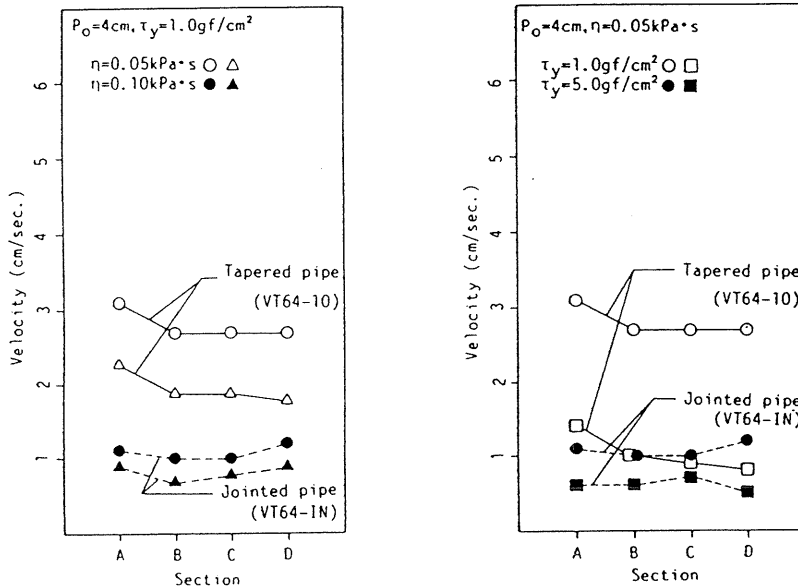 P₀=4cm, τy=1.0gf/cm²
η=0.05kPa·s ○ △
η=0.10kPa·s ● ▲
6
5
4
3
2
1
Velocity (cm/sec.)
Tapered pipe
(VT64-10)
Jointed pipe
(VT64-IN)
A B C D
Section
P₀=4cm, η=0.05kPa·s
τy=1.0gf/cm² ○ □
τy=5.0gf/cm² ● ■
6
5
4
3
2
1
Velocity (cm/sec.)
Tapered pipe
(VT64-10)
Jointed pipe
(VT64-IN)
A B C D
Section